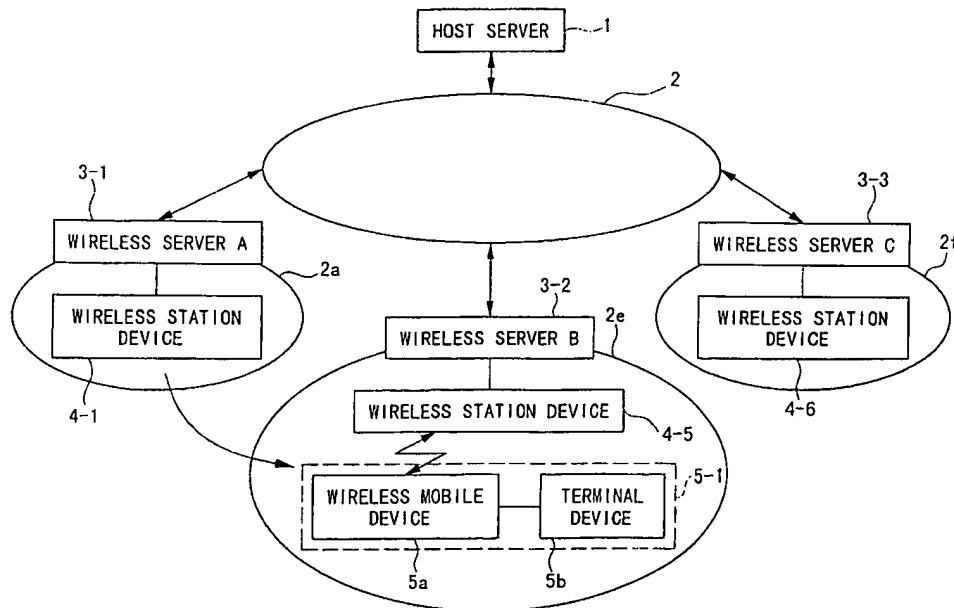 HOST SERVER
1
2
3-1
WIRELESS SERVER A
2a
WIRELESS STATION
DEVICE
4-1
3-2
WIRELESS SERVER B
2e
WIRELESS STATION DEVICE
4-5
5-1
WIRELESS MOBILE
DEVICE
TERMINAL
DEVICE
5a
5b
3-3
WIRELESS SERVER C
2f
WIRELESS STATION
DEVICE
4-6